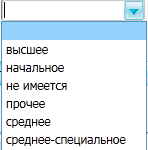 высшее
начальное
не имеется
прочее
среднее
среднее-специальное